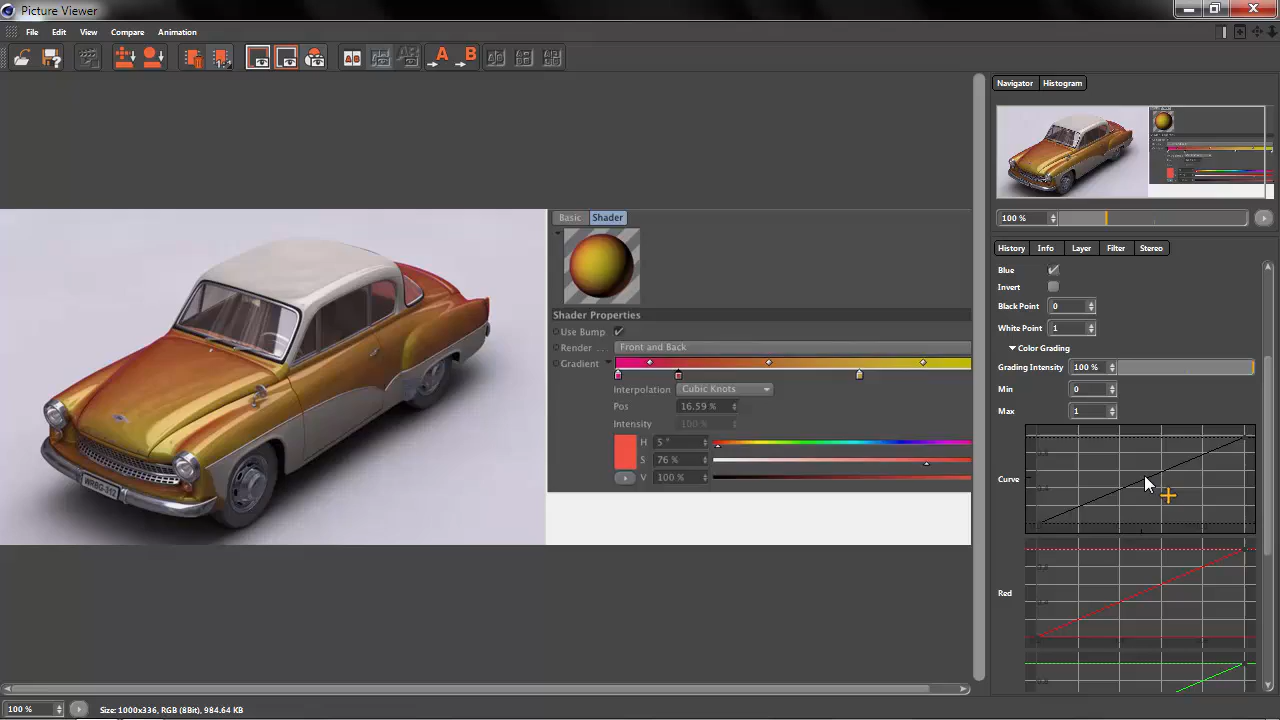 Picture Viewer
File Edit View Compare Animation
A B
Navigator Histogram
100 %
History Info Layer Filter Stereo
Blue
Invert
Black Point 0
White Point 1
Color Grading
Grading Intensity 100 %
Min 0
Max 1
Curve
Red
Basic Shader
Shader Properties
Use Bump
Render ... Front and Back
Gradient
Interpolation Cubic Knots
Pos 16.59 %
Intensity 100 %
H 5 °
S 76 %
V 100 %
WRBG-312
100 % Size: 1000x336, RGB (8Bit), 984.64 KB